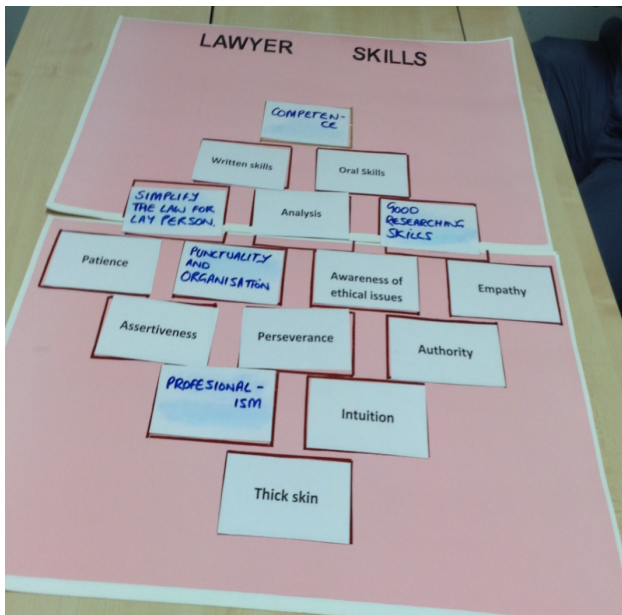 LAWYER SKILLS
COMPETEN-
CE
Written skills
Oral Skills
SIMPLIFY
THE LAW FOR
LAY PERSON.
Analysis
GOOD
RESEARCHING
SKILLS
Patience
PUNCTUALITY
AND
ORGANISATION
Awareness of
ethical issues
Empathy
Assertiveness
Perseverance
Authority
PROFESIONAL-
ISM
Intuition
Thick skin